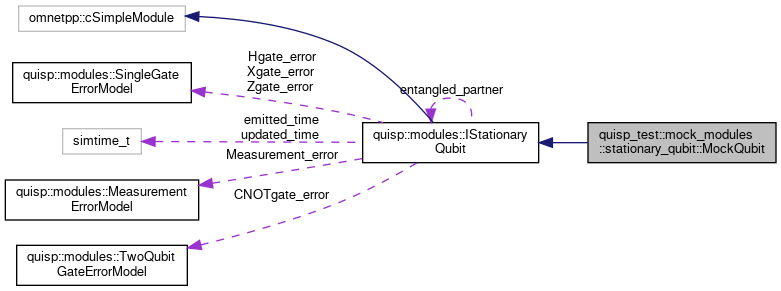 omnetpp::cSimpleModule
quisp::modules::SingleGate
ErrorModel
Hgate_error
Xgate_error
Zgate_error
entangled_partner
simtime_t
emitted_time
updated_time
quisp::modules::IStationary
Qubit
quisp_test::mock_modules
::stationary_qubit::MockQubit
Measurement_error
quisp::modules::Measurement
ErrorModel
CNOTgate_error
quisp::modules::TwoQubit
GateErrorModel